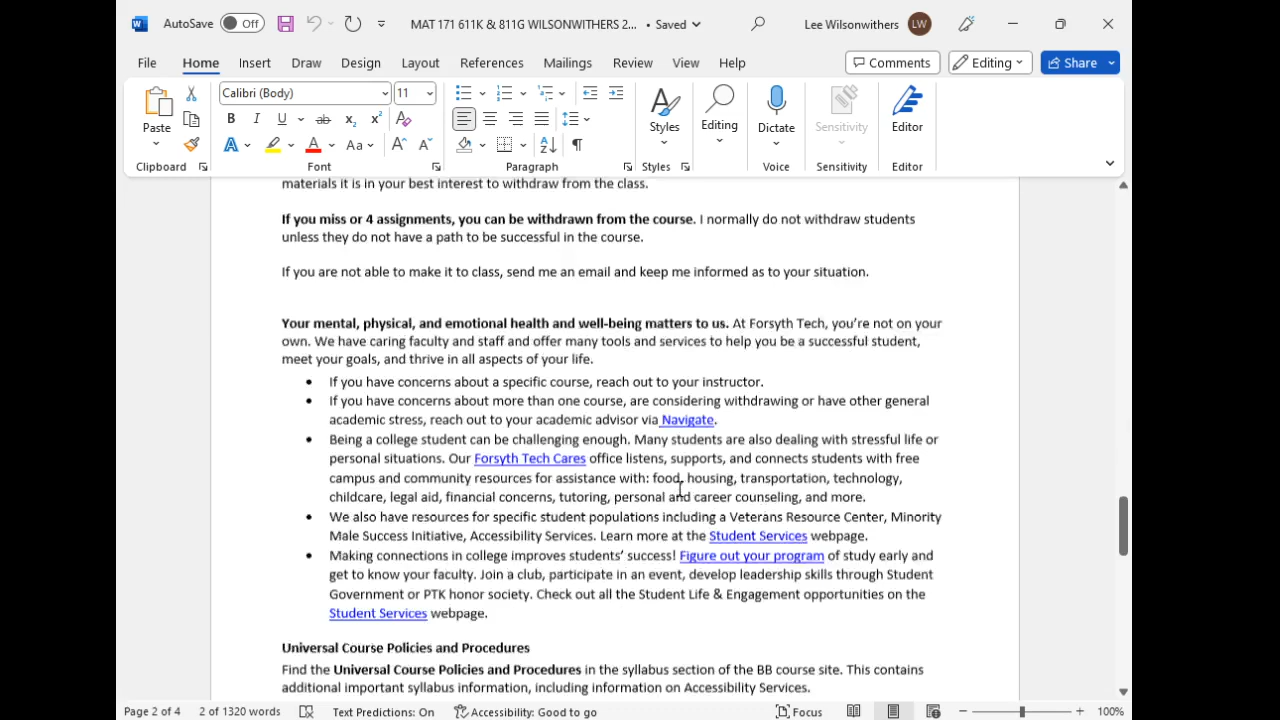 AutoSave Off MAT 171 611K & 811G WILSONWITHERS 2... • Saved Lee Wilsonwithers LW
File Home Insert Draw Design Layout References Mailings Review View Help Comments Editing Share
Calibri (Body) 11
Paste Styles Editing Dictate Sensitivity Editor
Clipboard Font Paragraph Styles Voice Sensitivity Editor
materials it is in your best interest to withdraw from the class.
If you miss or 4 assignments, you can be withdrawn from the course. I normally do not withdraw students
unless they do not have a path to be successful in the course.
If you are not able to make it to class, send me an email and keep me informed as to your situation.
Your mental, physical, and emotional health and well-being matters to us. At Forsyth Tech, you're not on your
own. We have caring faculty and staff and offer many tools and services to help you be a successful student,
meet your goals, and thrive in all aspects of your life.
• If you have concerns about a specific course, reach out to your instructor.
• If you have concerns about more than one course, are considering withdrawing or have other general
academic stress, reach out to your academic advisor via Navigate.
• Being a college student can be challenging enough. Many students are also dealing with stressful life or
personal situations. Our Forsyth Tech Cares office listens, supports, and connects students with free
campus and community resources for assistance with: food, housing, transportation, technology,
childcare, legal aid, financial concerns, tutoring, personal and career counseling, and more.
• We also have resources for specific student populations including a Veterans Resource Center, Minority
Male Success Initiative, Accessibility Services. Learn more at the Student Services webpage.
• Making connections in college improves students' success! Figure out your program of study early and
get to know your faculty. Join a club, participate in an event, develop leadership skills through Student
Government or PTK honor society. Check out all the Student Life & Engagement opportunities on the
Student Services webpage.
Universal Course Policies and Procedures
Find the Universal Course Policies and Procedures in the syllabus section of the BB course site. This contains
additional important syllabus information, including information on Accessibility Services.
Page 2 of 4 2 of 1320 words Text Predictions: On Accessibility: Good to go Focus 100%